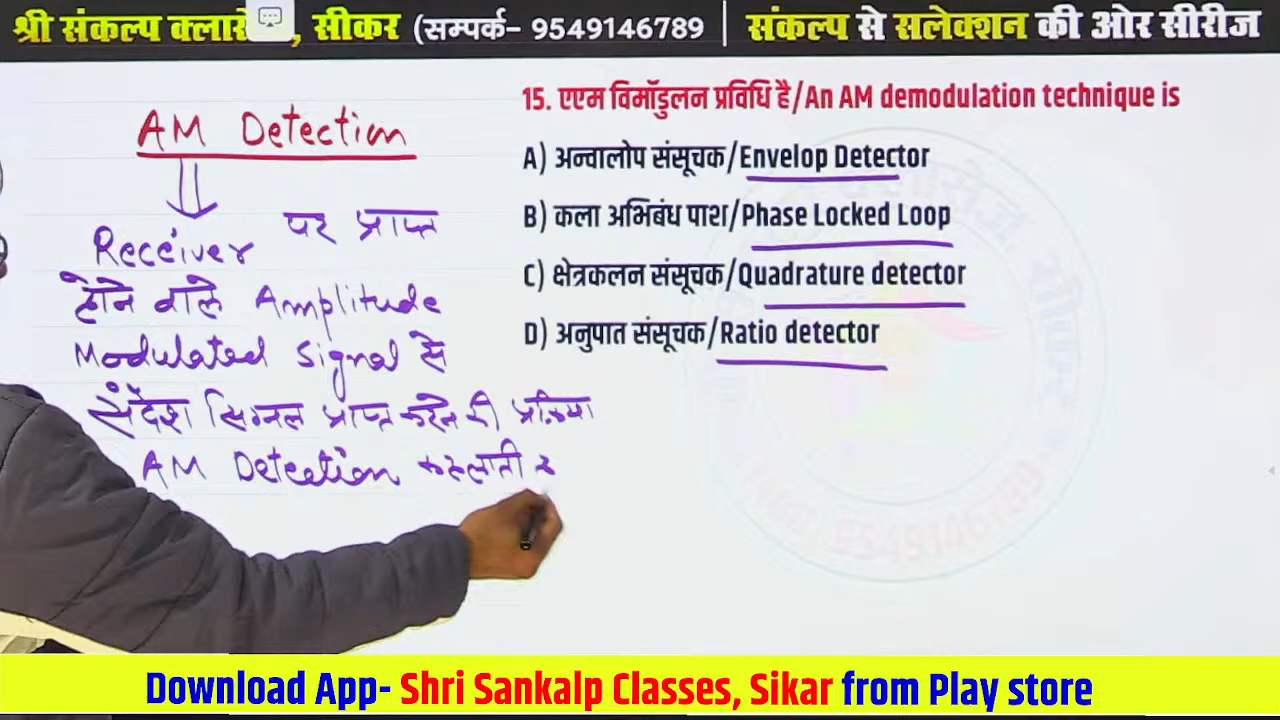 श्री संकल्प क्लासेज, सीकर (सम्पर्क– 9549146789 | संकल्प से सलेक्शन की ओर सीरीज
AM Detection
Receiver पर प्राप्त
होने वाले Amplitude
Modulated Signal से
संदेश सिग्नल प्राप्त करने की प्रक्रिया
AM Detection कहलाती है
15. एएम विमॉडुलन प्रविधि है/An AM demodulation technique is
A) अन्वालोप संसूचक/Envelop Detector
B) कला अभिबंध पाश/Phase Locked Loop
C) क्षेत्रकलन संसूचक/Quadrature detector
D) अनुपात संसूचक/Ratio detector
Download App- Shri Sankalp Classes, Sikar from Play store